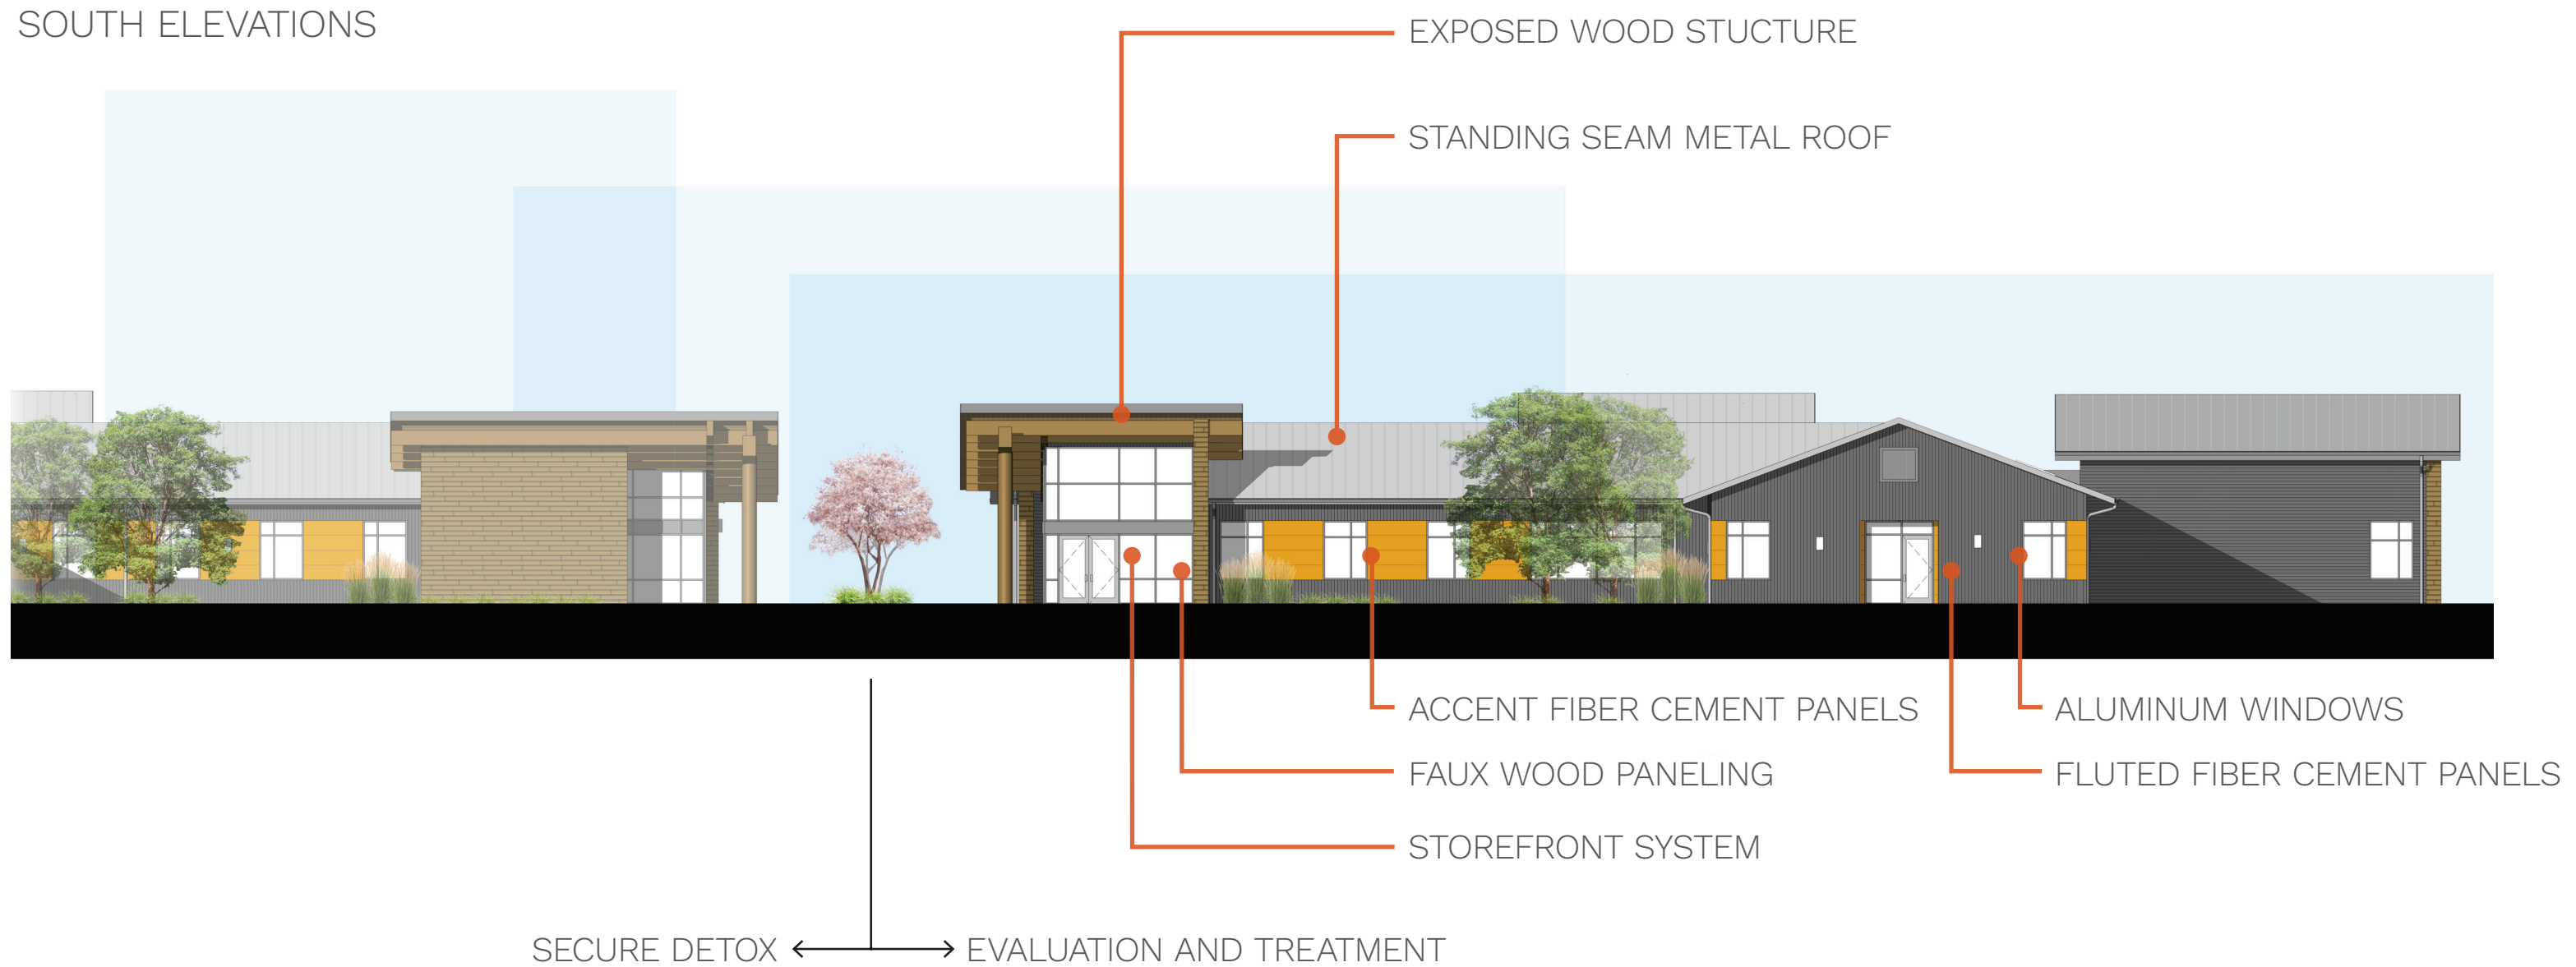 SOUTH ELEVATIONS
EXPOSED WOOD STUCTURE
STANDING SEAM METAL ROOF
ACCENT FIBER CEMENT PANELS
ALUMINUM WINDOWS
FAUX WOOD PANELING
FLUTED FIBER CEMENT PANELS
STOREFRONT SYSTEM
SECURE DETOX
EVALUATION AND TREATMENT